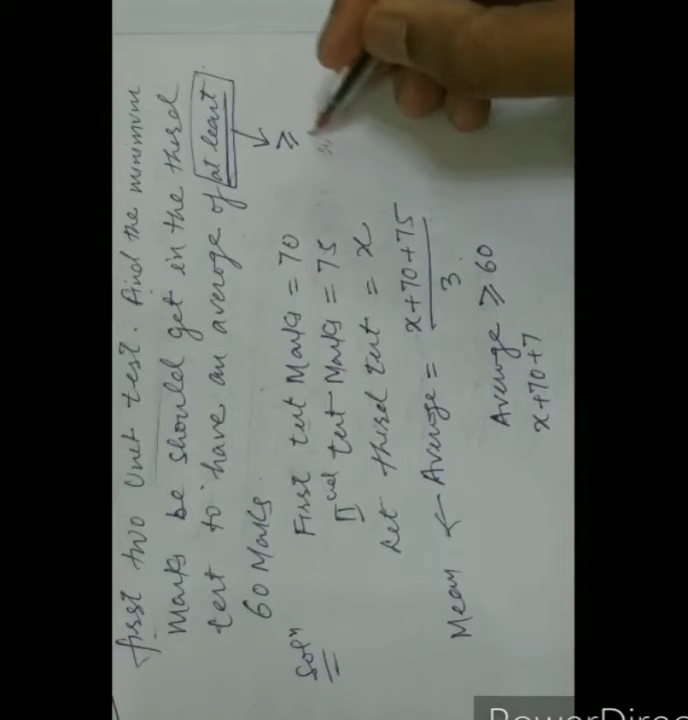 first two Unit test. Find the minimum
Marks be should get in the third
test to have an average of at least
60 Marks.
≥
Solⁿ First test Marks = 70
IInd test Marks = 75
Let third test = x
Mean ← Average = x+70+75
3
Average ≥ 60
x+70+7
PowerDirec